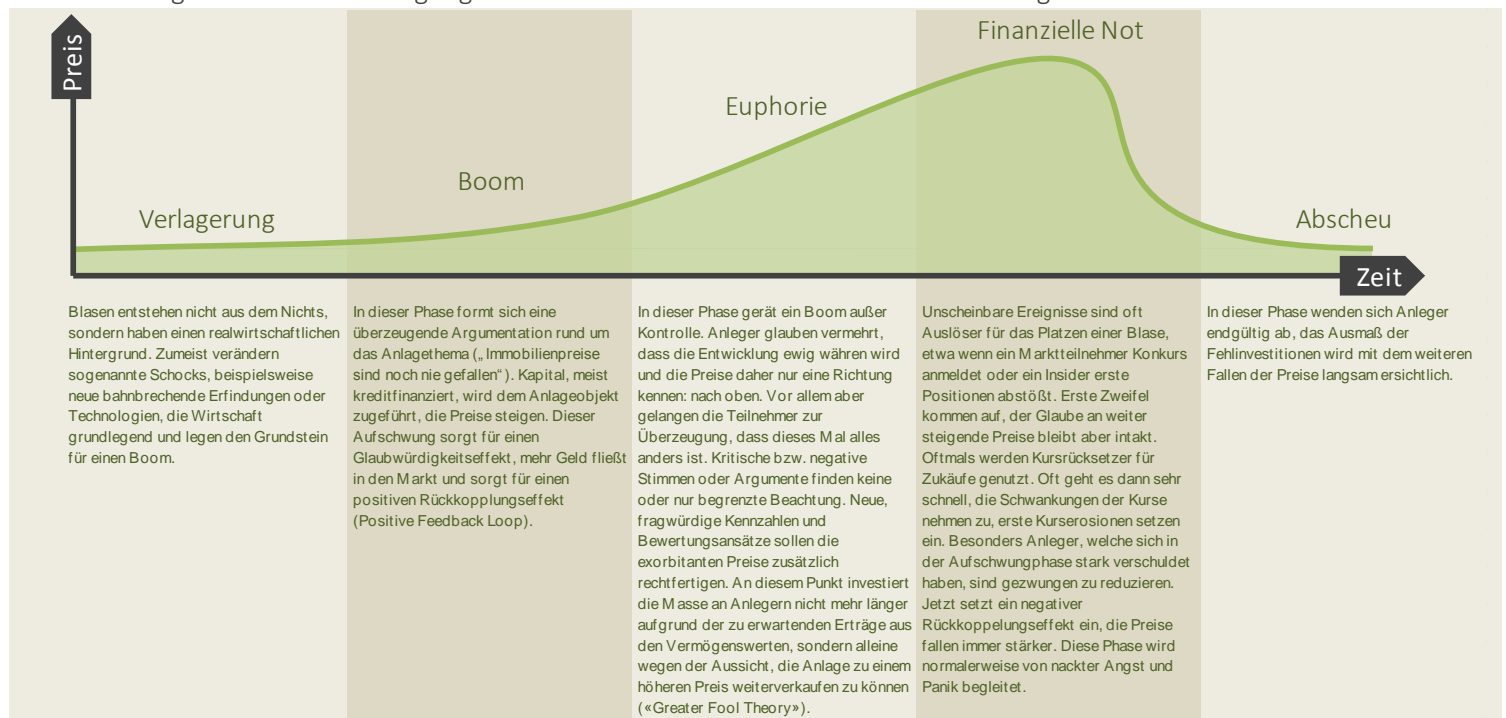 Preis
Finanzielle Not
Euphorie
Boom
Verlagerung
Abscheu
Zeit
Blasen entstehen nicht aus dem Nichts,
sondern haben einen realwirtschaftlichen
Hintergrund. Zumeist verändern
sogenannte Schocks, beispielsweise
neue bahnbrechende Erfindungen oder
Technologien, die Wirtschaft
grundlegend und legen den Grundstein
für einen Boom.
In dieser Phase formt sich eine
überzeugende Argumentation rund um
das Anlagethema („Immobilienpreise
sind noch nie gefallen“). Kapital, meist
kreditfinanziert, wird dem Anlageobjekt
zugeführt, die Preise steigen. Dieser
Aufschwung sorgt für einen
Glaubwürdigkeitseffekt, mehr Geld fließt
in den Markt und sorgt für einen
positiven Rückkopplungseffekt
(Positive Feedback Loop).
In dieser Phase gerät ein Boom außer
Kontrolle. Anleger glauben vermehrt,
dass die Entwicklung ewig währen wird
und die Preise daher nur eine Richtung
kennen: nach oben. Vor allem aber
gelangen die Teilnehmer zur
Überzeugung, dass dieses Mal alles
anders ist. Kritische bzw. negative
Stimmen oder Argumente finden keine
oder nur begrenzte Beachtung. Neue,
fragwürdige Kennzahlen und
Bewertungsansätze sollen die
exorbitanten Preise zusätzlich
rechtfertigen. An diesem Punkt investiert
die Masse an Anlegern nicht mehr länger
aufgrund der zu erwartenden Erträge aus
den Vermögenswerten, sondern alleine
wegen der Aussicht, die Anlage zu einem
höheren Preis weiterverkaufen zu können
(«Greater Fool Theory»).
Unscheinbare Ereignisse sind oft
Auslöser für das Platzen einer Blase,
etwa wenn ein Marktteilnehmer Konkurs
anmeldet oder ein Insider erste
Positionen abstößt. Erste Zweifel
kommen auf, der Glaube an weiter
steigende Preise bleibt aber intakt.
Oftmals werden Kursrücksetzer für
Zukäufe genutzt. Oft geht es dann sehr
schnell, die Schwankungen der Kurse
nehmen zu, erste Kurserosionen setzen
ein. Besonders Anleger, welche sich in
der Aufschwungphase stark verschuldet
haben, sind gezwungen zu reduzieren.
Jetzt setzt ein negativer
Rückkoppelungseffekt ein, die Preise
fallen immer stärker. Diese Phase wird
normalerweise von nackter Angst und
Panik begleitet.
In dieser Phase wenden sich Anleger
endgültig ab, das Ausmaß der
Fehlinvestitionen wird mit dem weiteren
Fallen der Preise langsam ersichtlich.